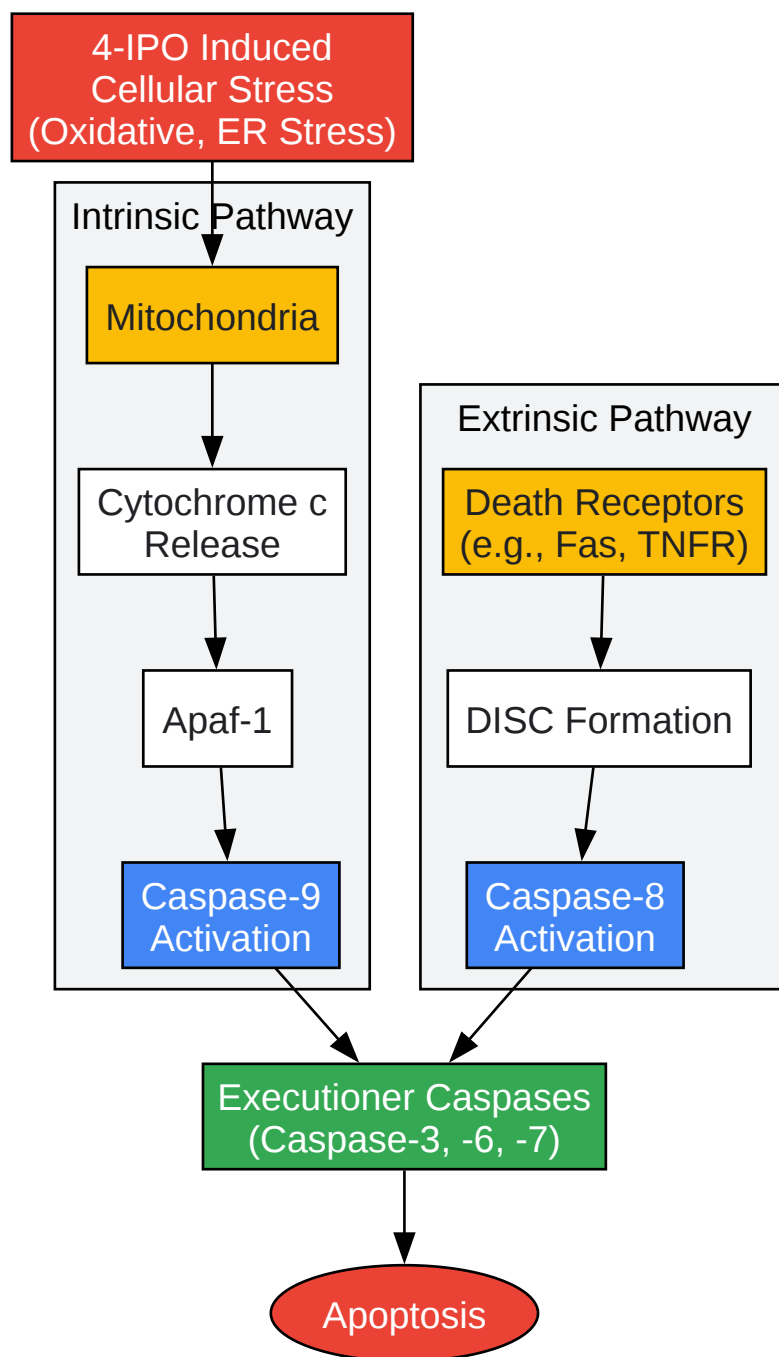 4-IPO Induced
Cellular Stress
(Oxidative, ER Stress)
Intrinsic Pathway
Mitochondria
Cytochrome c
Release
Apaf-1
Caspase-9
Activation
Extrinsic Pathway
Death Receptors
(e.g., Fas, TNFR)
DISC Formation
Caspase-8
Activation
Executioner Caspases
(Caspase-3, -6, -7)
Apoptosis